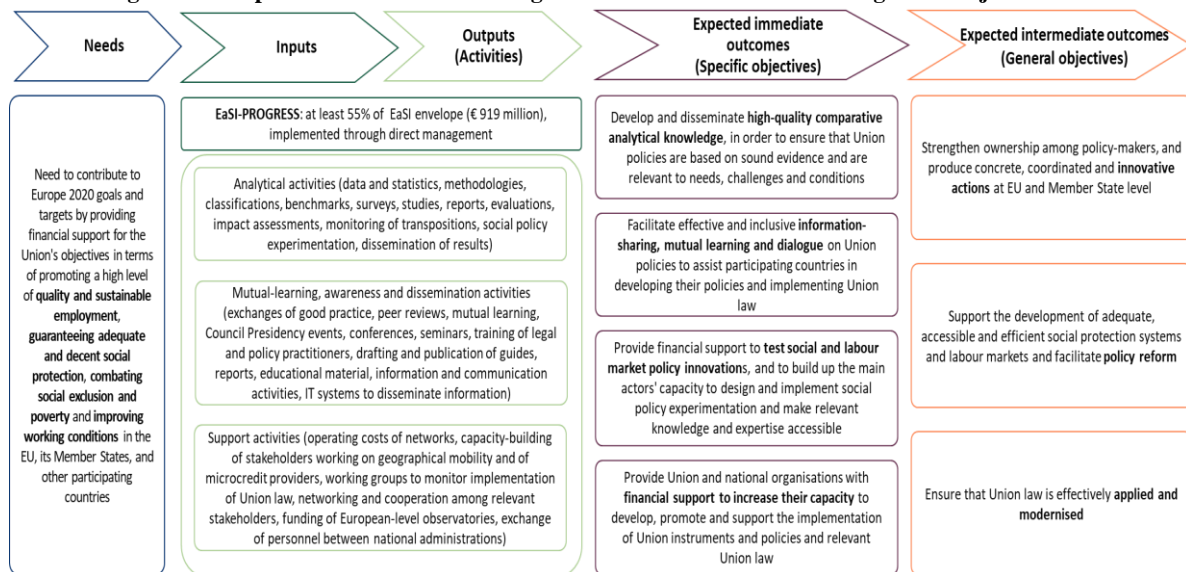 Needs
Inputs
Outputs
(Activities)
Expected immediate
outcomes
(Specific objectives)
Expected intermediate outcomes
(General objectives)
Need to contribute to
Europe 2020 goals and
targets by providing
financial support for the
Union's objectives in terms
of promoting a high level
of quality and sustainable
employment,
guaranteeing adequate
and decent social
protection, combating
social exclusion and
poverty and improving
working conditions in the
EU, its Member States, and
other participating
countries
EaSI-PROGRESS: at least 55% of EaSI envelope (€ 919 million),
implemented through direct management
Analytical activities (data and statistics, methodologies,
classifications, benchmarks, surveys, studies, reports, evaluations,
impact assessments, monitoring of transpositions, social policy
experimentation, dissemination of results)
Mutual-learning, awareness and dissemination activities
(exchanges of good practice, peer reviews, mutual learning,
Council Presidency events, conferences, seminars, training of legal
and policy practitioners, drafting and publication of guides,
reports, educational material, information and communication
activities, IT systems to disseminate information)
Support activities (operating costs of networks, capacity-building
of stakeholders working on geographical mobility and of
microcredit providers, working groups to monitor implementation
of Union law, networking and cooperation among relevant
stakeholders, funding of European-level observatories, exchange
of personnel between national administrations)
Develop and disseminate high-quality comparative
analytical knowledge, in order to ensure that Union
policies are based on sound evidence and are
relevant to needs, challenges and conditions
Facilitate effective and inclusive information-
sharing, mutual learning and dialogue on Union
policies to assist participating countries in
developing their policies and implementing Union
law
Provide financial support to test social and labour
market policy innovations, and to build up the main
actors' capacity to design and implement social
policy experimentation and make relevant
knowledge and expertise accessible
Provide Union and national organisations with
financial support to increase their capacity to
develop, promote and support the implementation
of Union instruments and policies and relevant
Union law
Strengthen ownership among policy-makers, and
produce concrete, coordinated and innovative
actions at EU and Member State level
Support the development of adequate,
accessible and efficient social protection systems
and labour markets and facilitate policy reform
Ensure that Union law is effectively applied and
modernised